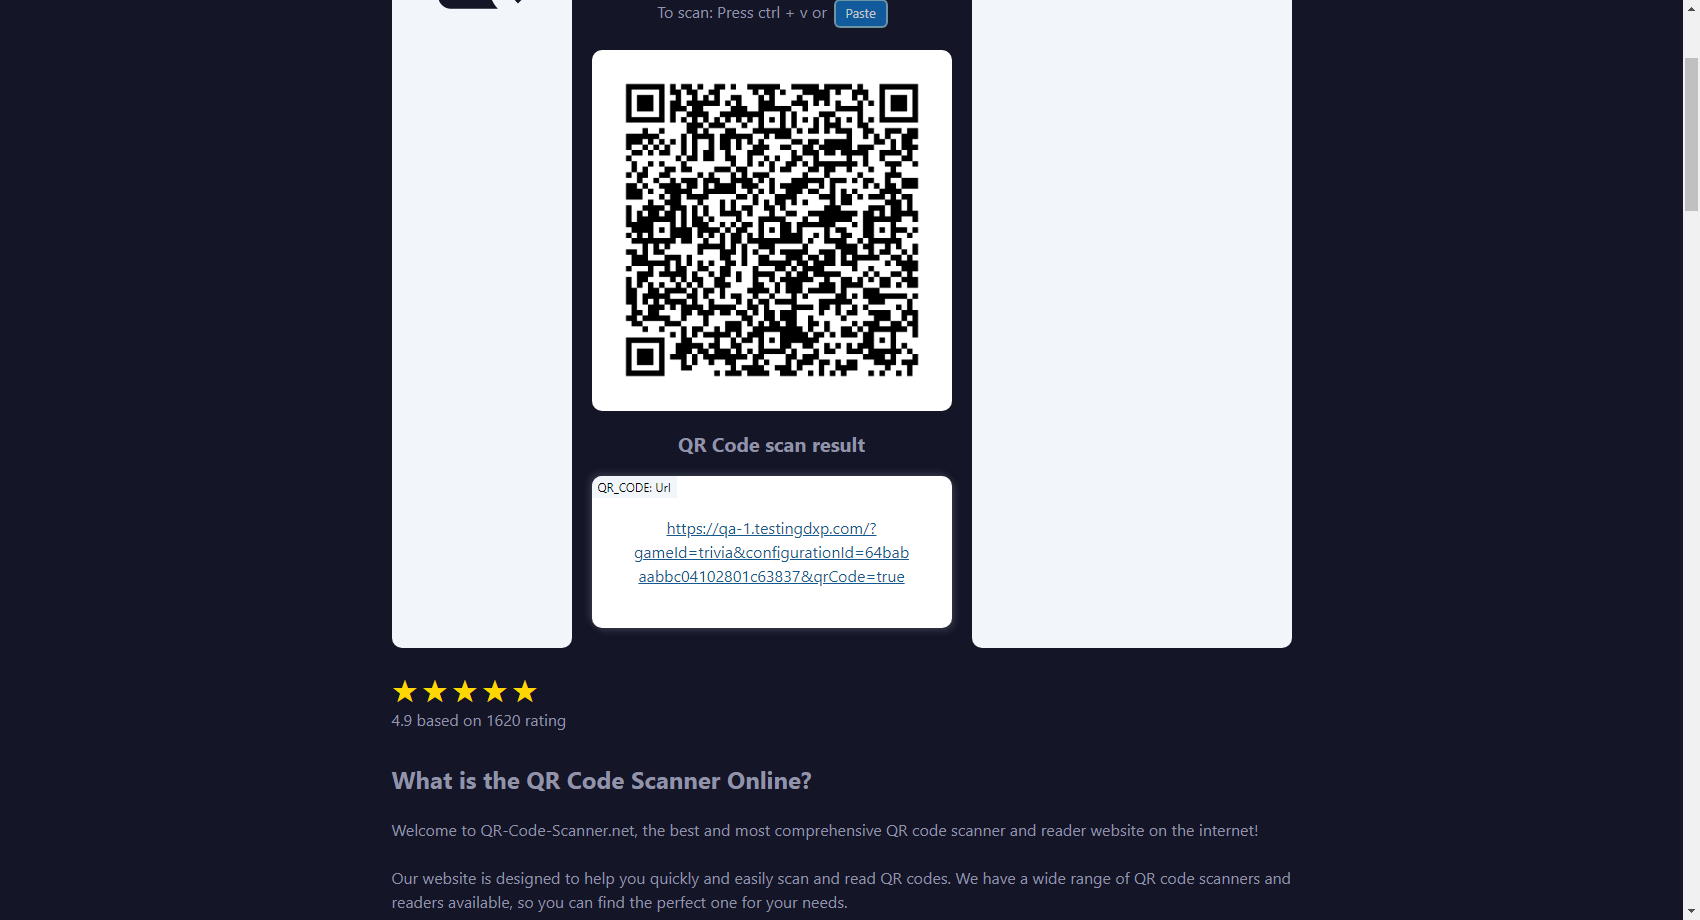 To scan: Press ctrl + v or Paste
QR Code scan result
QR_CODE: Url
https://qa-1.testingdxp.com/?
gameId=trivia&configurationId=64bab
aabbc04102801c63837&qrCode=true
4.9 based on 1620 rating
What is the QR Code Scanner Online?
Welcome to QR-Code-Scanner.net, the best and most comprehensive QR code scanner and reader website on the internet!
Our website is designed to help you quickly and easily scan and read QR codes. We have a wide range of QR code scanners and
readers available, so you can find the perfect one for your needs.